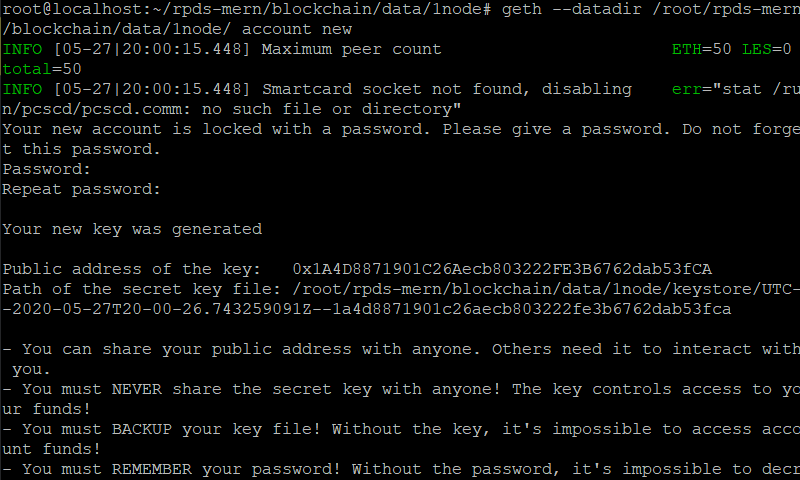 root@localhost:~/rpds-mern/blockchain/data/1node# geth --datadir /root/rpds-mern
/blockchain/data/1node/ account new
INFO [05-27|20:00:15.448] Maximum peer count                       ETH=50 LES=0
total=50
INFO [05-27|20:00:15.448] Smartcard socket not found, disabling    err="stat /ru
n/pcscd/pcscd.comm: no such file or directory"
Your new account is locked with a password. Please give a password. Do not forge
t this password.
Password:
Repeat password:
Your new key was generated
Public address of the key:   0x1A4D8871901C26Aecb803222FE3B6762dab53fCA
Path of the secret key file: /root/rpds-mern/blockchain/data/1node/keystore/UTC-
-2020-05-27T20-00-26.743259091Z--1a4d8871901c26aecb803222fe3b6762dab53fca
- You can share your public address with anyone. Others need it to interact with
you.
- You must NEVER share the secret key with anyone! The key controls access to yo
ur funds!
- You must BACKUP your key file! Without the key, it's impossible to access acco
unt funds!
- You must REMEMBER your password! Without the password, it's impossible to decr